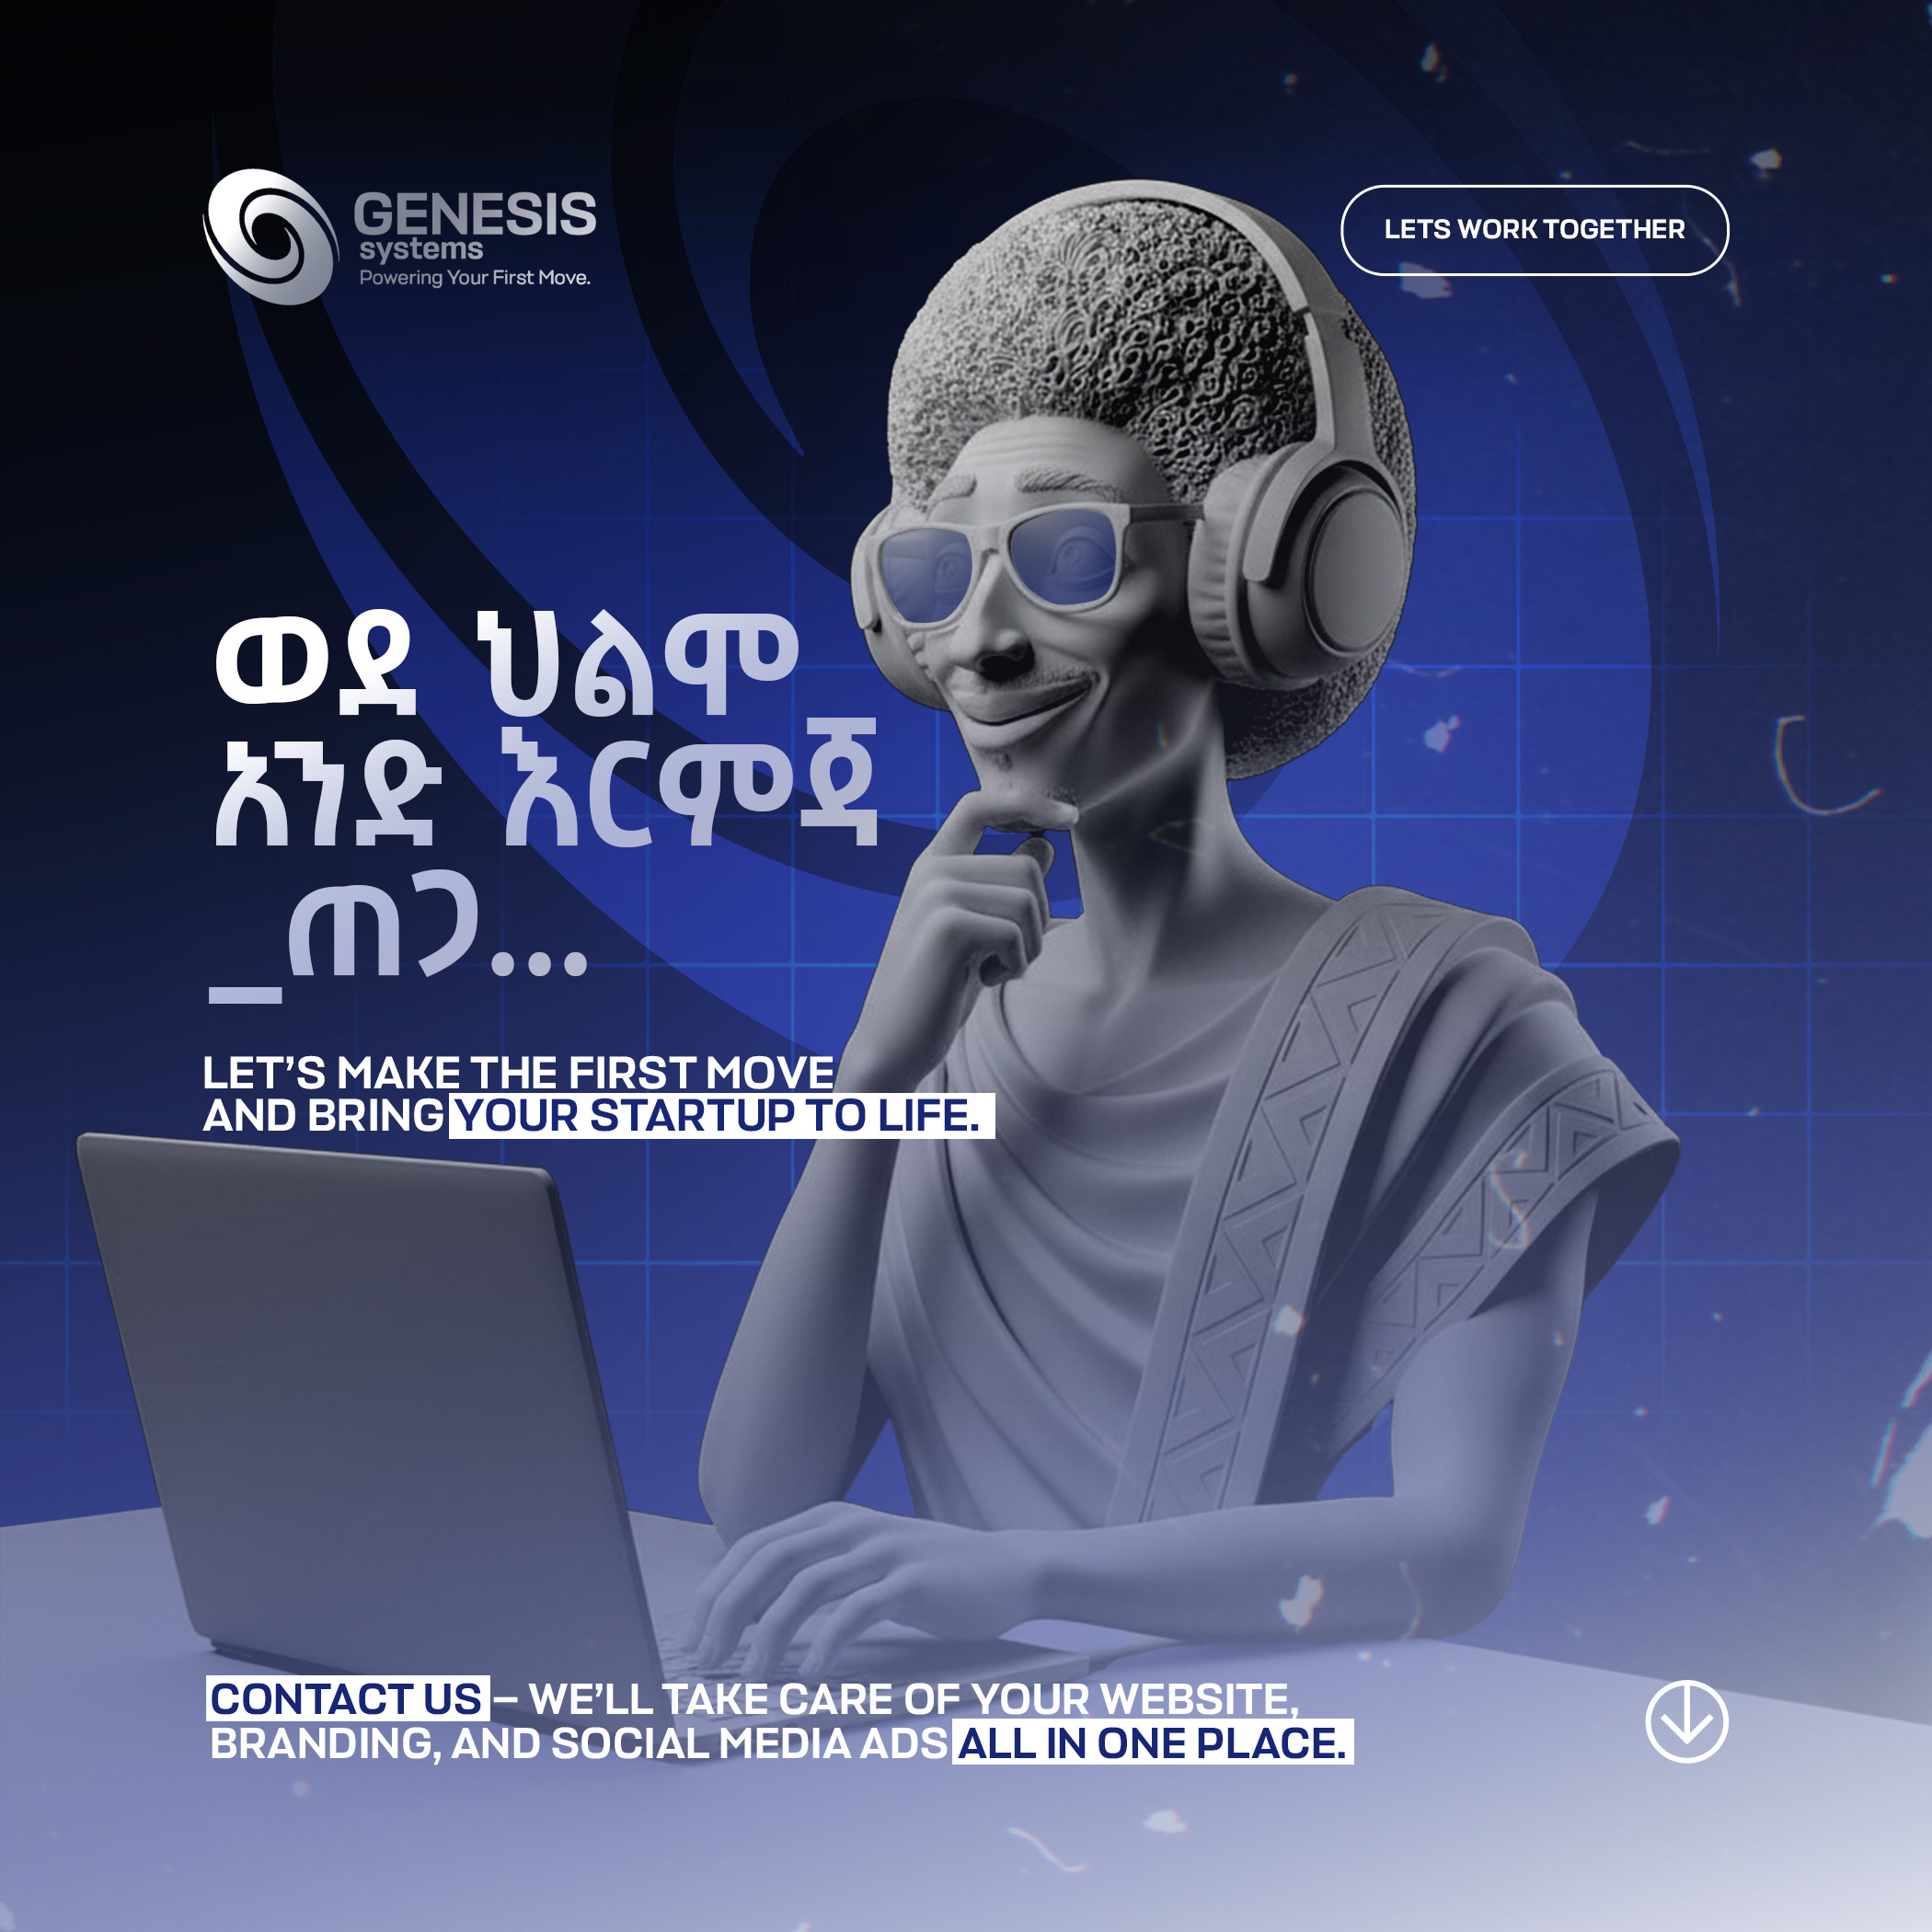 GENESIS
systems
Powering Your First Move.
LETS WORK TOGETHER
ወደ ህልም
አንድ እርምጃ
_ጠጋ...
LET’S MAKE THE FIRST MOVE
AND BRING YOUR STARTUP TO LIFE.
CONTACT US – WE’LL TAKE CARE OF YOUR WEBSITE,
BRANDING, AND SOCIAL MEDIA ADS ALL IN ONE PLACE.